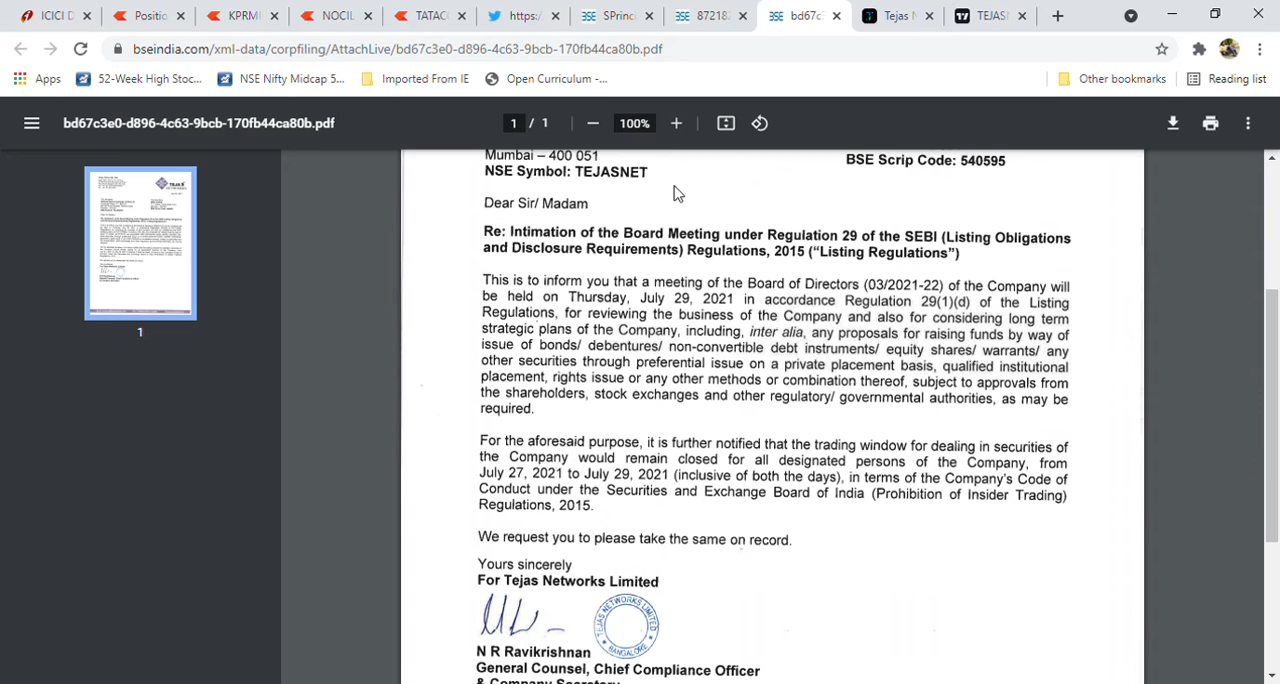 ICICI D
Positio
KPRMI
NOCIL
TATAC
https:/
SPrinc
87218
bd67c:
Tejas N
TEJAS
bseindia.com/xml-data/corpfiling/AttachLive/bd67c3e0-d896-4c63-9bcb-170fb44ca80b.pdf
Apps
52-Week High Stoc...
NSE Nifty Midcap 5...
Imported From IE
Open Curriculum -...
Other bookmarks
Reading list
bd67c3e0-d896-4c63-9bcb-170fb44ca80b.pdf
1 / 1
100%
1
Mumbai – 400 051
NSE Symbol: TEJASNET
BSE Scrip Code: 540595
Dear Sir/ Madam
Re: Intimation of the Board Meeting under Regulation 29 of the SEBI (Listing Obligations
and Disclosure Requirements) Regulations, 2015 (“Listing Regulations”)
This is to inform you that a meeting of the Board of Directors (03/2021-22) of the Company will
be held on Thursday, July 29, 2021 in accordance Regulation 29(1)(d) of the Listing
Regulations, for reviewing the business of the Company and also for considering long term
strategic plans of the Company, including, inter alia, any proposals for raising funds by way of
issue of bonds/ debentures/ non-convertible debt instruments/ equity shares/ warrants/ any
other securities through preferential issue on a private placement basis, qualified institutional
placement, rights issue or any other methods or combination thereof, subject to approvals from
the shareholders, stock exchanges and other regulatory/ governmental authorities, as may be
required.
For the aforesaid purpose, it is further notified that the trading window for dealing in securities of
the Company would remain closed for all designated persons of the Company, from
July 27, 2021 to July 29, 2021 (inclusive of both the days), in terms of the Company's Code of
Conduct under the Securities and Exchange Board of India (Prohibition of Insider Trading)
Regulations, 2015.
We request you to please take the same on record.
Yours sincerely
For Tejas Networks Limited
TEJAS NETWORKS LIMITED
BANGALORE
N R Ravikrishnan
General Counsel, Chief Compliance Officer
& Company Secretary